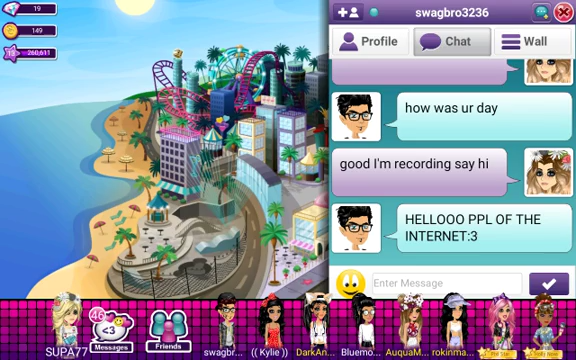 19
149
13
260,611
swagbro3236
Profile
Chat
Wall
how was ur day
good I'm recording say hi
HELLOOO PPL OF THE
INTERNET:3
Enter Message
46
<3
Messages
Friends
SUPA77
swagbr...
(( Kylie ))
DarkAn...
Bluemo...
AuquaM...
rokinma...